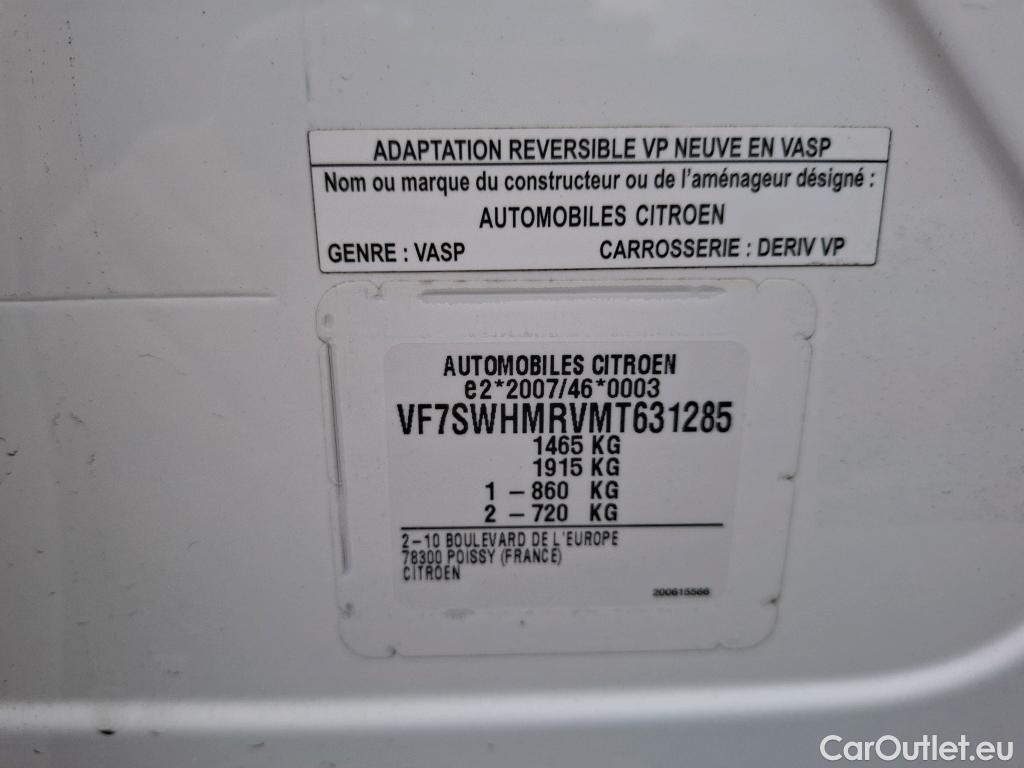 ADAPTATION REVERSIBLE VP NEUVE EN VASP
Nom ou marque du constructeur ou de l'aménageur désigné :
AUTOMOBILES CITROEN
GENRE : VASP CARROSSERIE : DERIV VP
AUTOMOBILES CITROEN
e2*2007/46*0003
VF7SWHMRVMT631285
1465 KG
1915 KG
1 – 860 KG
2 – 720 KG
2–10 BOULEVARD DE L'EUROPE
78300 POISSY (FRANCE)
CITROEN
200615566
CarOutlet.eu